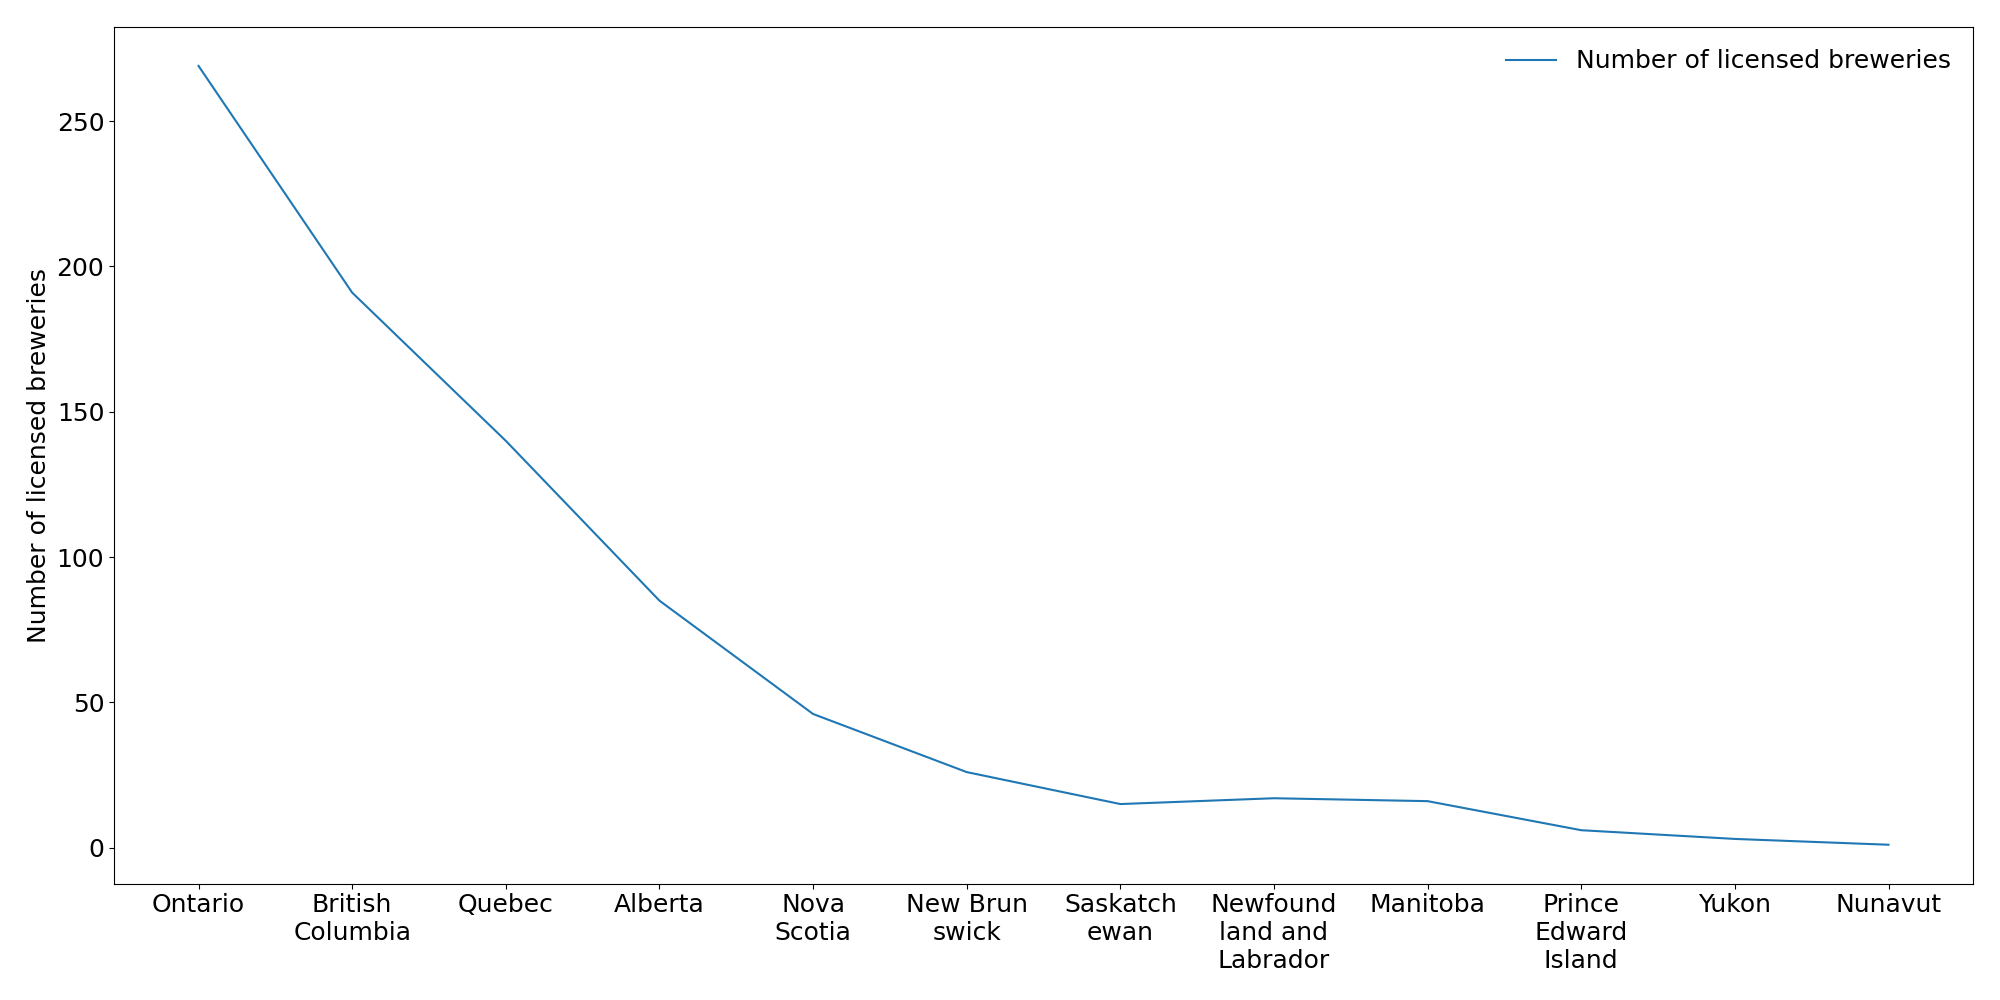 Number of licensed breweries
250
200
150
100
50
0
Number of licensed breweries
Ontario
British
Columbia
Quebec
Alberta
Nova
Scotia
New Brun
swick
Saskatch
ewan
Newfound
land and
Labrador
Manitoba
Prince
Edward
Island
Yukon
Nunavut